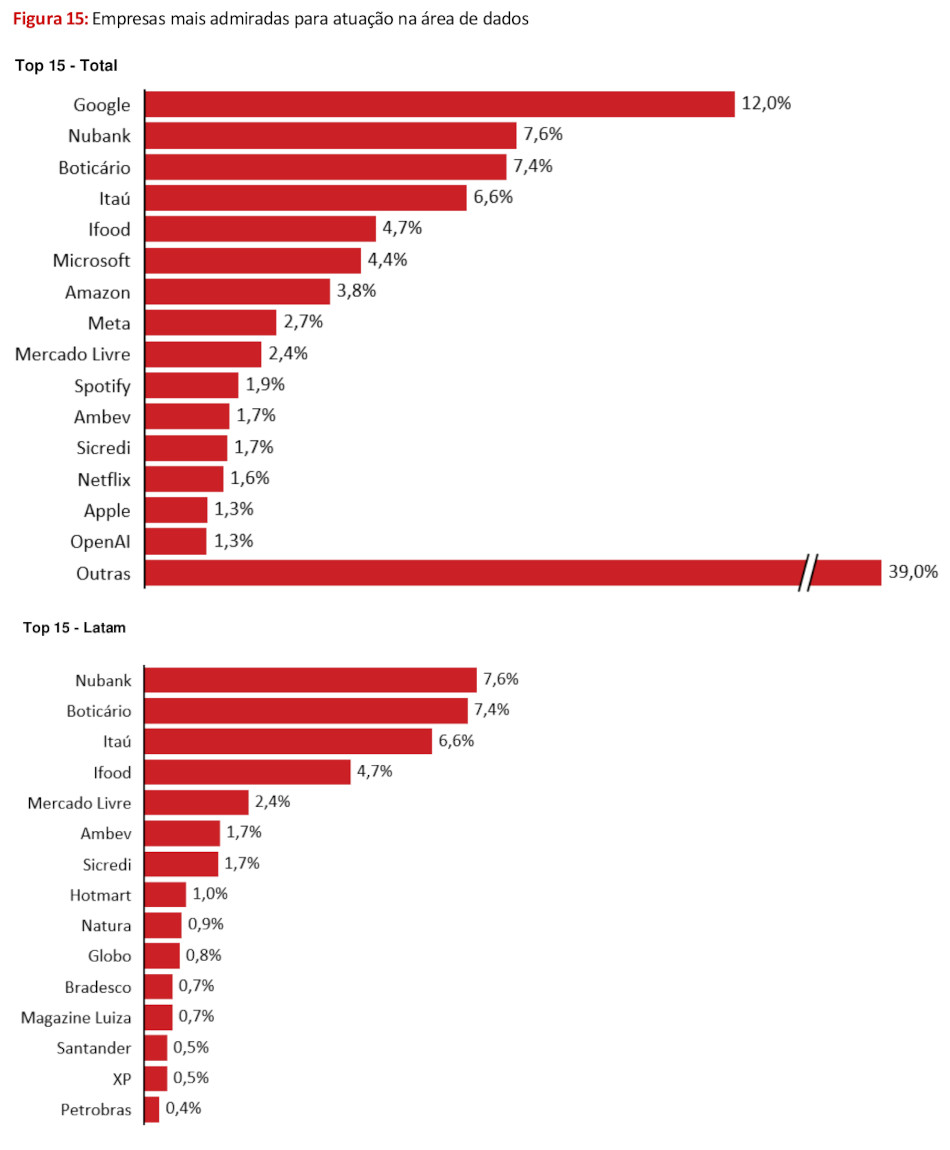 Figura 15: Empresas mais admiradas para atuação na área de dados
Top 15 - Total
Google 12,0%
Nubank 7,6%
Boticário 7,4%
Itaú 6,6%
Ifood 4,7%
Microsoft 4,4%
Amazon 3,8%
Meta 2,7%
Mercado Livre 2,4%
Spotify 1,9%
Ambev 1,7%
Sicredi 1,7%
Netflix 1,6%
Apple 1,3%
OpenAI 1,3%
Outras 39,0%
Top 15 - Latam
Nubank 7,6%
Boticário 7,4%
Itaú 6,6%
Ifood 4,7%
Mercado Livre 2,4%
Ambev 1,7%
Sicredi 1,7%
Hotmart 1,0%
Natura 0,9%
Globo 0,8%
Bradesco 0,7%
Magazine Luiza 0,7%
Santander 0,5%
XP 0,5%
Petrobras 0,4%